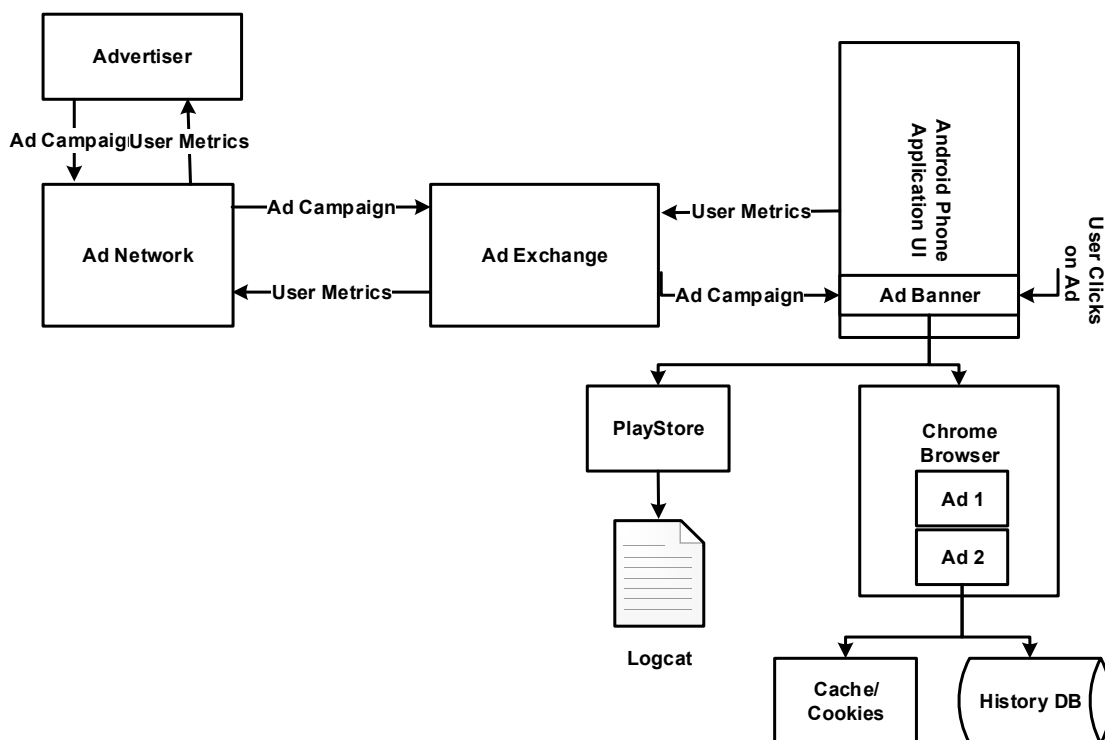 Advertiser
Ad Campaig
User Metrics
Ad Network
Ad Campaign
User Metrics
Ad Exchange
User Metrics
Ad Campaign
Android Phone
Application UI
Ad Banner
User Clicks
on Ad
PlayStore
Logcat
Chrome
Browser
Ad 1
Ad 2
Cache/
Cookies
History DB